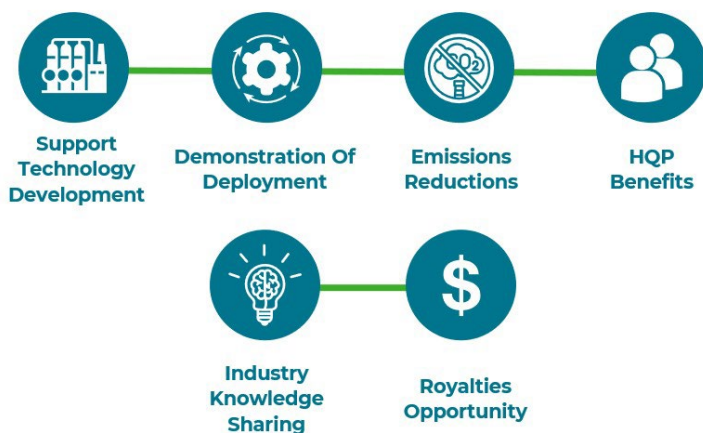 CO2
Support
Technology
Development
Demonstration Of
Deployment
Emissions
Reductions
HQP
Benefits
$
Industry
Knowledge
Sharing
Royalties
Opportunity